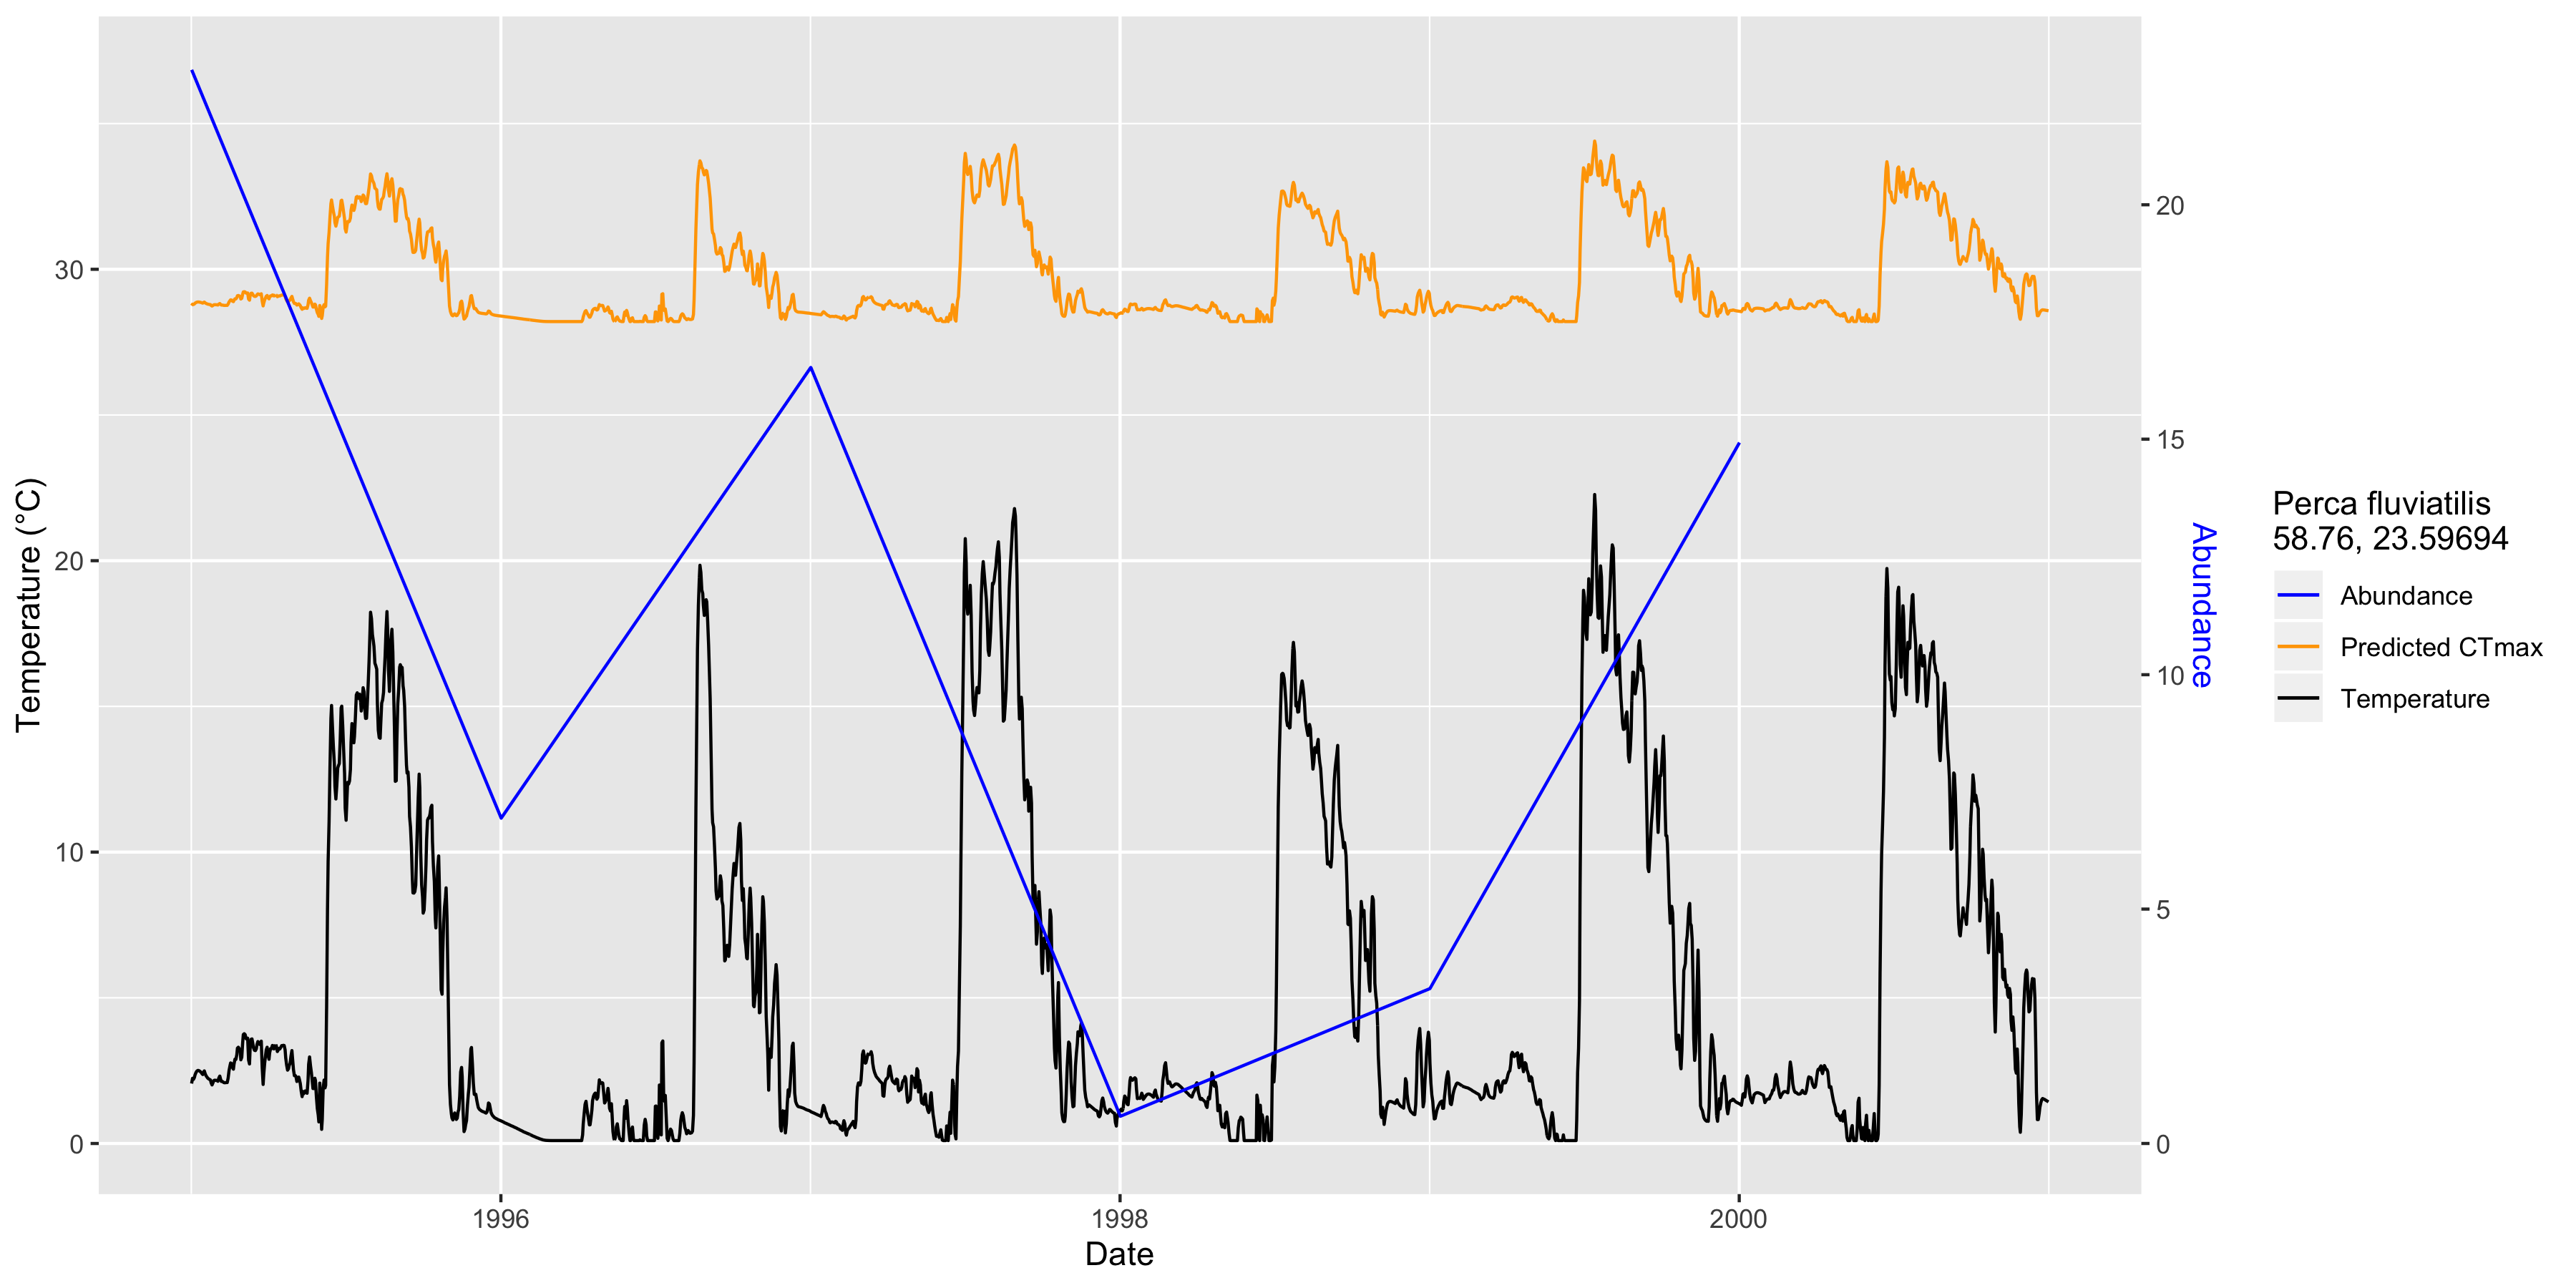 Temperature (°C)
30
20
10
0
20
15
10
5
0
Abundance
1996
1998
2000
Date
Perca fluviatilis
58.76, 23.59694
Abundance
Predicted CTmax
Temperature